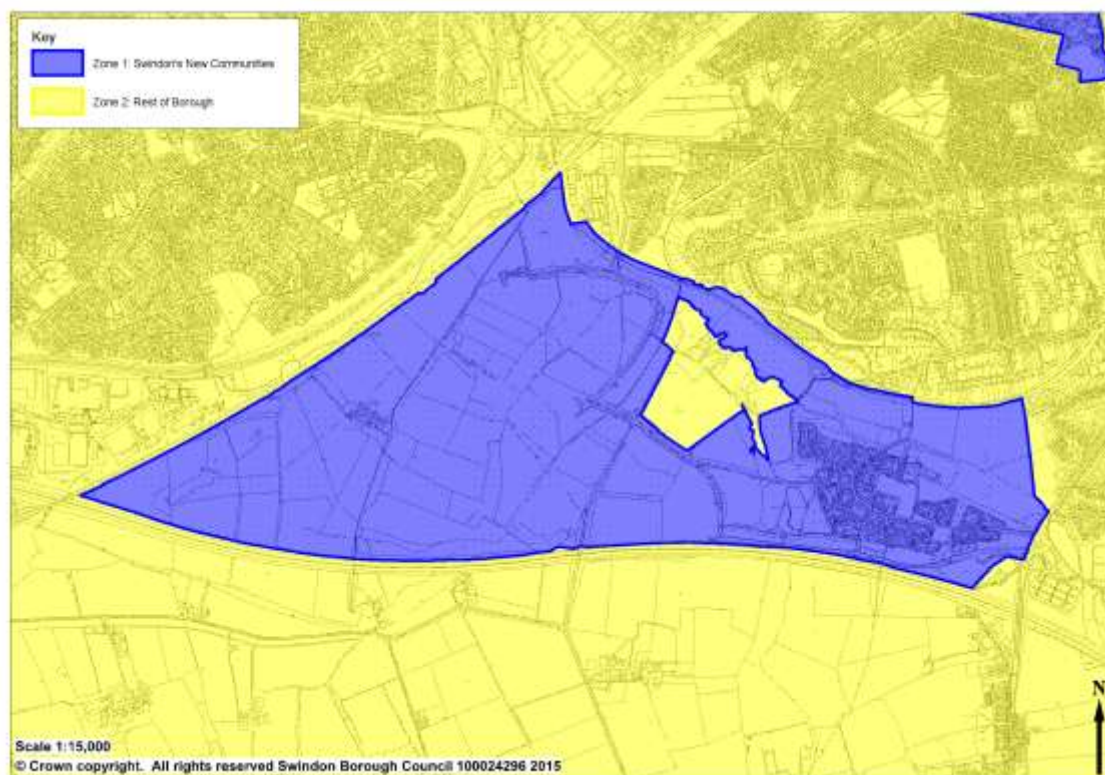 Key
Zone 1: Swindon's New Communities
Zone 2: Rest of Borough
N
Scale 1:15,000
© Crown copyright. All rights reserved Swindon Borough Council 100024296 2015